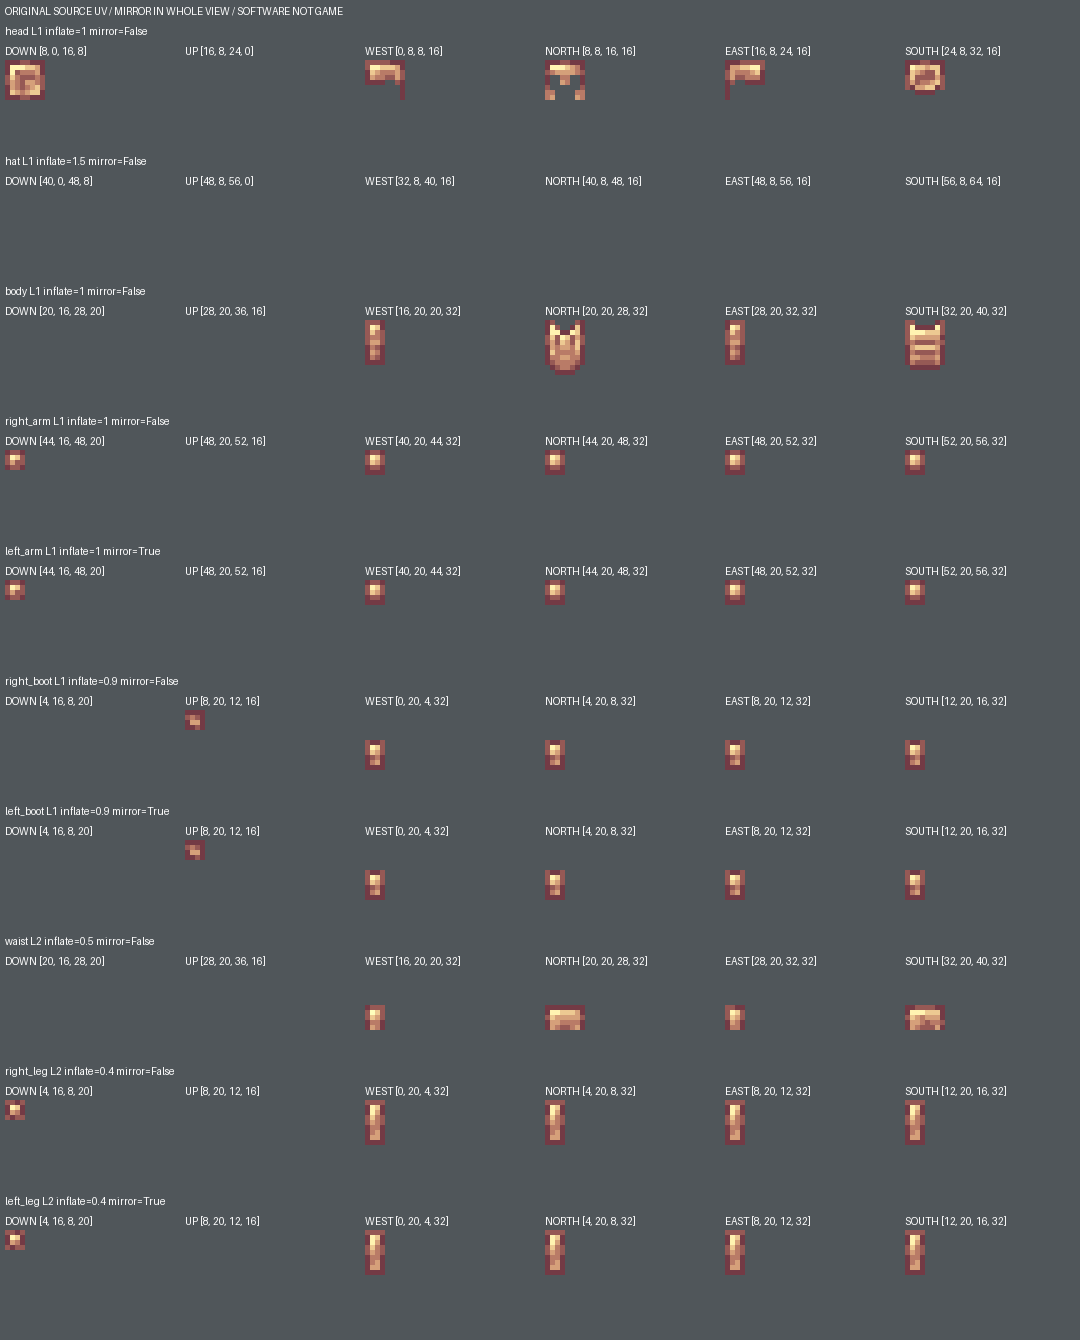 ORIGINAL SOURCE UV / MIRROR IN WHOLE VIEW / SOFTWARE NOT GAME
head L1 inflate=1 mirror=False
DOWN [8, 0, 16, 8] UP [16, 8, 24, 0] WEST [0, 8, 8, 16] NORTH [8, 8, 16, 16] EAST [16, 8, 24, 16] SOUTH [24, 8, 32, 16]
hat L1 inflate=1.5 mirror=False
DOWN [40, 0, 48, 8] UP [48, 8, 56, 0] WEST [32, 8, 40, 16] NORTH [40, 8, 48, 16] EAST [48, 8, 56, 16] SOUTH [56, 8, 64, 16]
body L1 inflate=1 mirror=False
DOWN [20, 16, 28, 20] UP [28, 20, 36, 16] WEST [16, 20, 20, 32] NORTH [20, 20, 28, 32] EAST [28, 20, 32, 32] SOUTH [32, 20, 40, 32]
right_arm L1 inflate=1 mirror=False
DOWN [44, 16, 48, 20] UP [48, 20, 52, 16] WEST [40, 20, 44, 32] NORTH [44, 20, 48, 32] EAST [48, 20, 52, 32] SOUTH [52, 20, 56, 32]
left_arm L1 inflate=1 mirror=True
DOWN [44, 16, 48, 20] UP [48, 20, 52, 16] WEST [40, 20, 44, 32] NORTH [44, 20, 48, 32] EAST [48, 20, 52, 32] SOUTH [52, 20, 56, 32]
right_boot L1 inflate=0.9 mirror=False
DOWN [4, 16, 8, 20] UP [8, 20, 12, 16] WEST [0, 20, 4, 32] NORTH [4, 20, 8, 32] EAST [8, 20, 12, 32] SOUTH [12, 20, 16, 32]
left_boot L1 inflate=0.9 mirror=True
DOWN [4, 16, 8, 20] UP [8, 20, 12, 16] WEST [0, 20, 4, 32] NORTH [4, 20, 8, 32] EAST [8, 20, 12, 32] SOUTH [12, 20, 16, 32]
waist L2 inflate=0.5 mirror=False
DOWN [20, 16, 28, 20] UP [28, 20, 36, 16] WEST [16, 20, 20, 32] NORTH [20, 20, 28, 32] EAST [28, 20, 32, 32] SOUTH [32, 20, 40, 32]
right_leg L2 inflate=0.4 mirror=False
DOWN [4, 16, 8, 20] UP [8, 20, 12, 16] WEST [0, 20, 4, 32] NORTH [4, 20, 8, 32] EAST [8, 20, 12, 32] SOUTH [12, 20, 16, 32]
left_leg L2 inflate=0.4 mirror=True
DOWN [4, 16, 8, 20] UP [8, 20, 12, 16] WEST [0, 20, 4, 32] NORTH [4, 20, 8, 32] EAST [8, 20, 12, 32] SOUTH [12, 20, 16, 32]